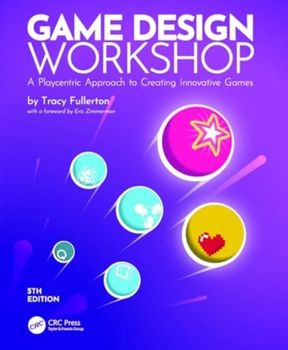 GAME DESIGN
WORKSHOP
A Playcentric Approach to Creating Innovative Games
by Tracy Fullerton
with a foreword by Eric Zimmerman
5TH
EDITION
CRC
CRC Press
Taylor & Francis Group